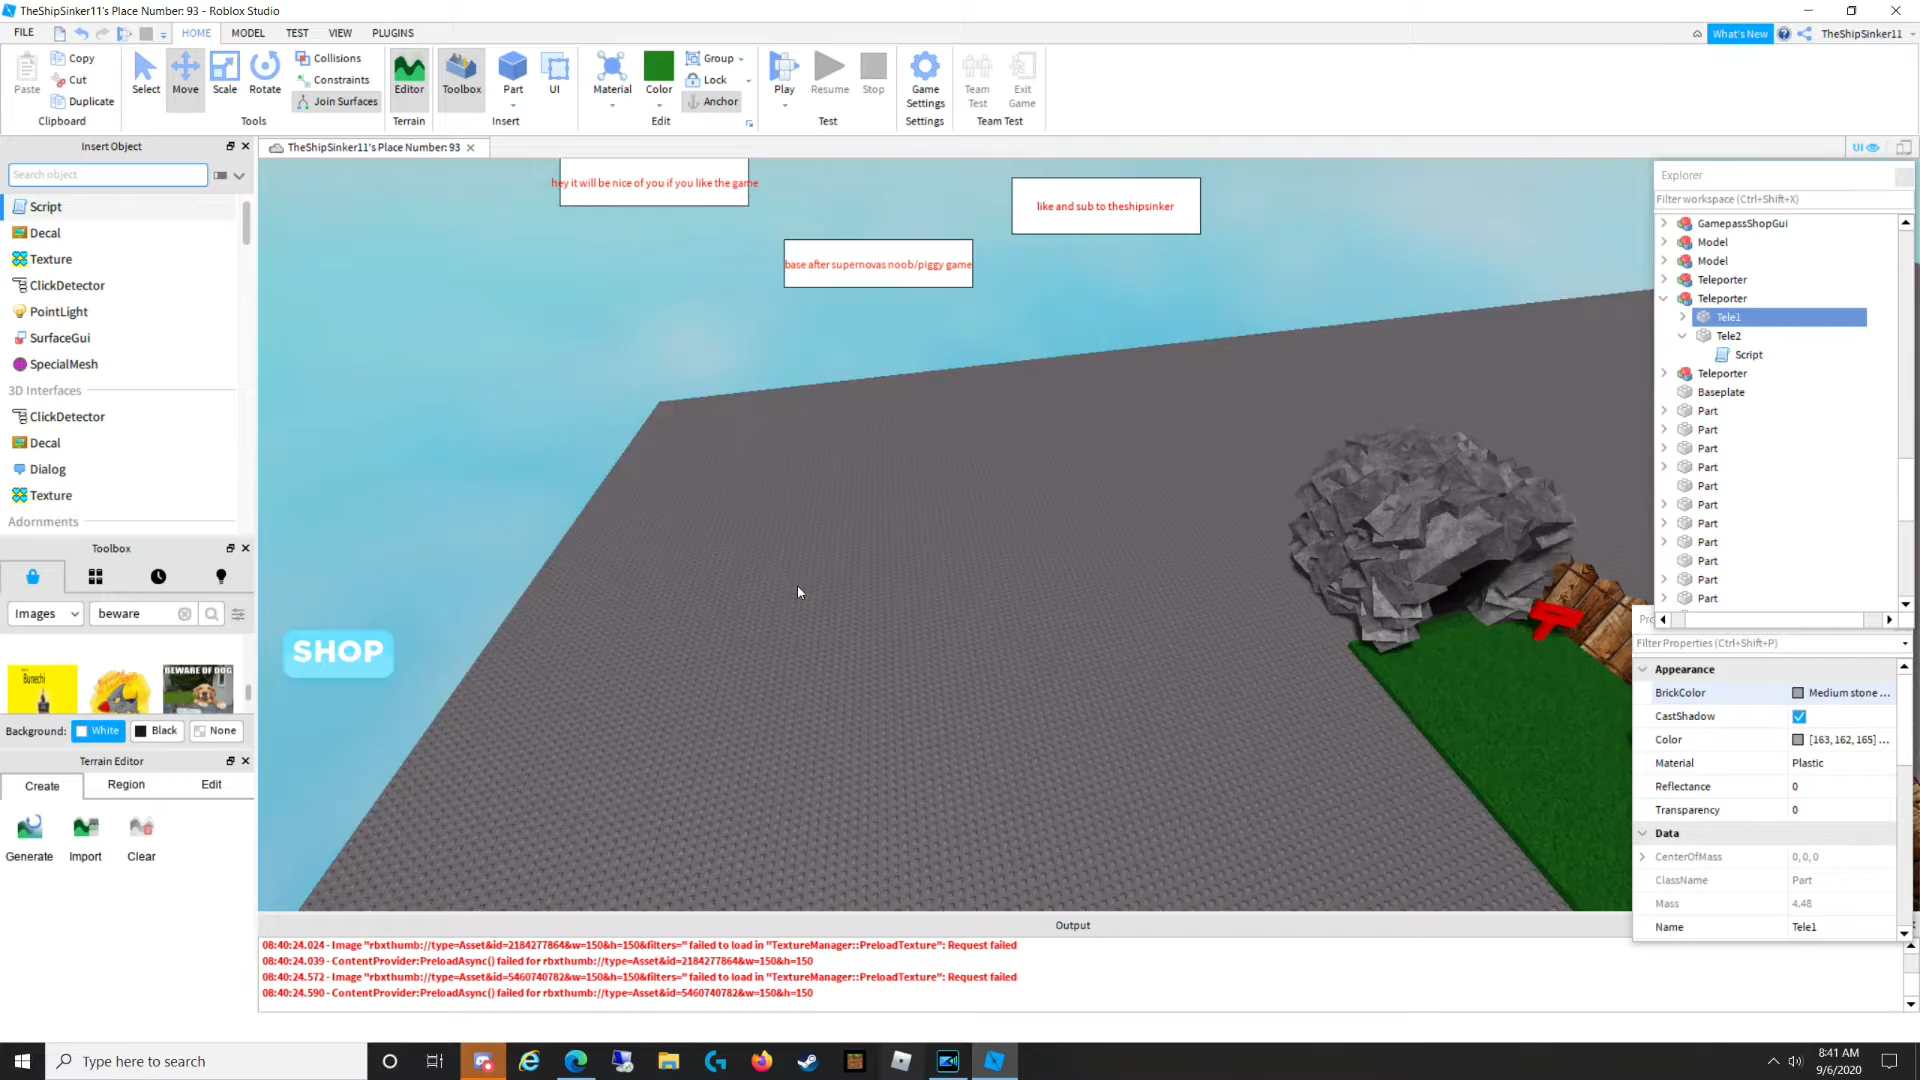 TheShipSinker11's Place Number: 93 - Roblox Studio
FILE HOME MODEL TEST VIEW PLUGINS
What's New TheShipSinker11
Paste Copy Cut Duplicate
Clipboard
Select Move Scale Rotate
Collisions
Constraints
Join Surfaces
Tools
Editor
Terrain
Toolbox Part UI
Insert
Material Color
Group
Lock
Anchor
Edit
Play Resume Stop
Test
Game Settings
Settings
Team Test
Exit Game
Team Test
Insert Object
Search object
Script
Decal
Texture
ClickDetector
PointLight
SurfaceGui
SpecialMesh
3D Interfaces
ClickDetector
Decal
Dialog
Texture
Adornments
Toolbox
Images beware
Bunechi
BEWARE OF DOG
Background: White Black None
Terrain Editor
Create Region Edit
Generate Import Clear
TheShipSinker11's Place Number: 93
UI
hey it will be nice of you if you like the game
like and sub to theshipsinker
base after supernovas noob/piggy game
SHOP
Explorer
Filter workspace (Ctrl+Shift+X)
GamepassShopGui
Model
Model
Teleporter
Teleporter
Tele1
Tele2
Script
Teleporter
Baseplate
Part
Part
Part
Part
Part
Part
Part
Part
Part
Part
Part
Filter Properties (Ctrl+Shift+P)
Appearance
BrickColor Medium stone ...
CastShadow
Color [163, 162, 165] ...
Material Plastic
Reflectance 0
Transparency 0
Data
CenterOfMass 0, 0, 0
ClassName Part
Mass 4.48
Name Tele1
Output
08:40:24.024 - Image "rbxthumb://type=Asset&id=2184277864&w=150&h=150&filters=" failed to load in "TextureManager::PreloadTexture": Request failed
08:40:24.039 - ContentProvider:PreloadAsync() failed for rbxthumb://type=Asset&id=2184277864&w=150&h=150
08:40:24.572 - Image "rbxthumb://type=Asset&id=5460740782&w=150&h=150&filters=" failed to load in "TextureManager::PreloadTexture": Request failed
08:40:24.590 - ContentProvider:PreloadAsync() failed for rbxthumb://type=Asset&id=5460740782&w=150&h=150
Type here to search
8:41 AM
9/6/2020